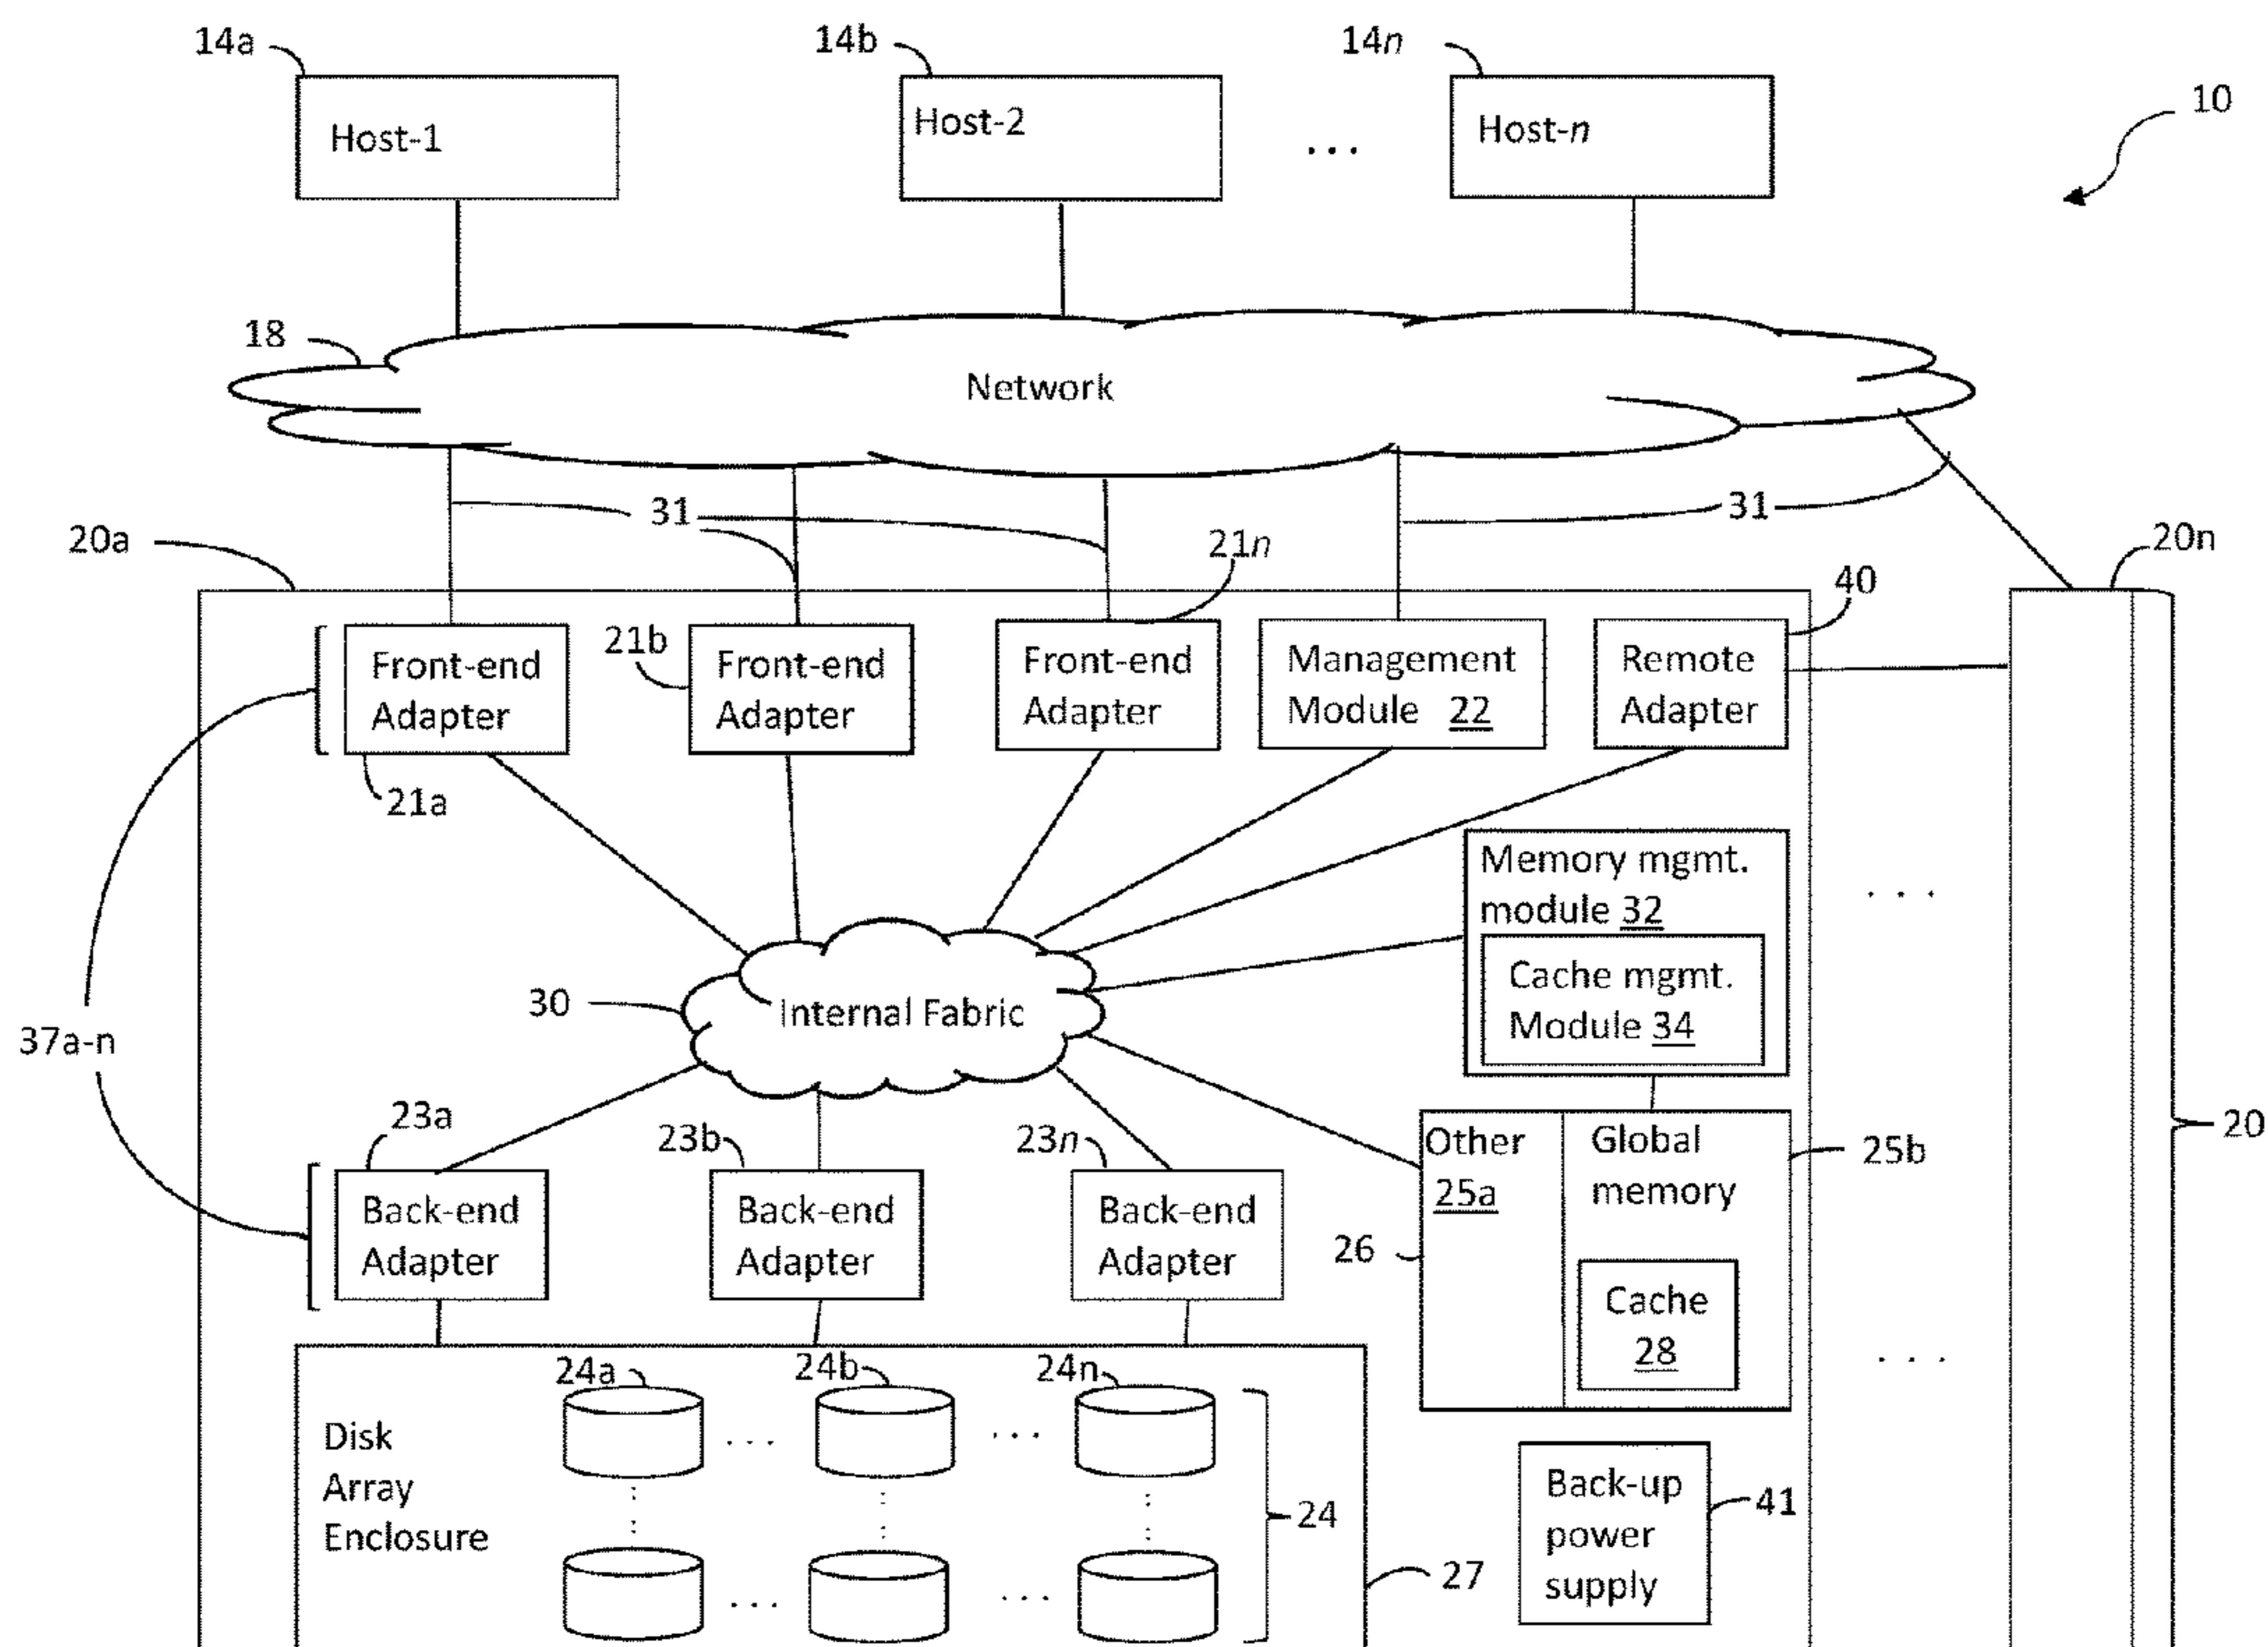 14a
14b
14n
10
Host-1
Host-2
. . .
Host-n
18
Network
31
31
20a
21n
20n
40
21b
Front-end
Adapter
Front-end
Adapter
Front-end
Adapter
Management
Module 22
Remote
Adapter
21a
Memory mgmt.
module 32
. . .
Cache mgmt.
Module 34
30
Internal Fabric
37a-n
23a
23b
23n
Other
25a
Global
memory
25b
20
Back-end
Adapter
Back-end
Adapter
Back-end
Adapter
26
Cache
28
. . .
24a
24b
24n
Disk
Array
Enclosure
. . .
. . .
24
Back-up
power
supply
41
27
. . .
. . .